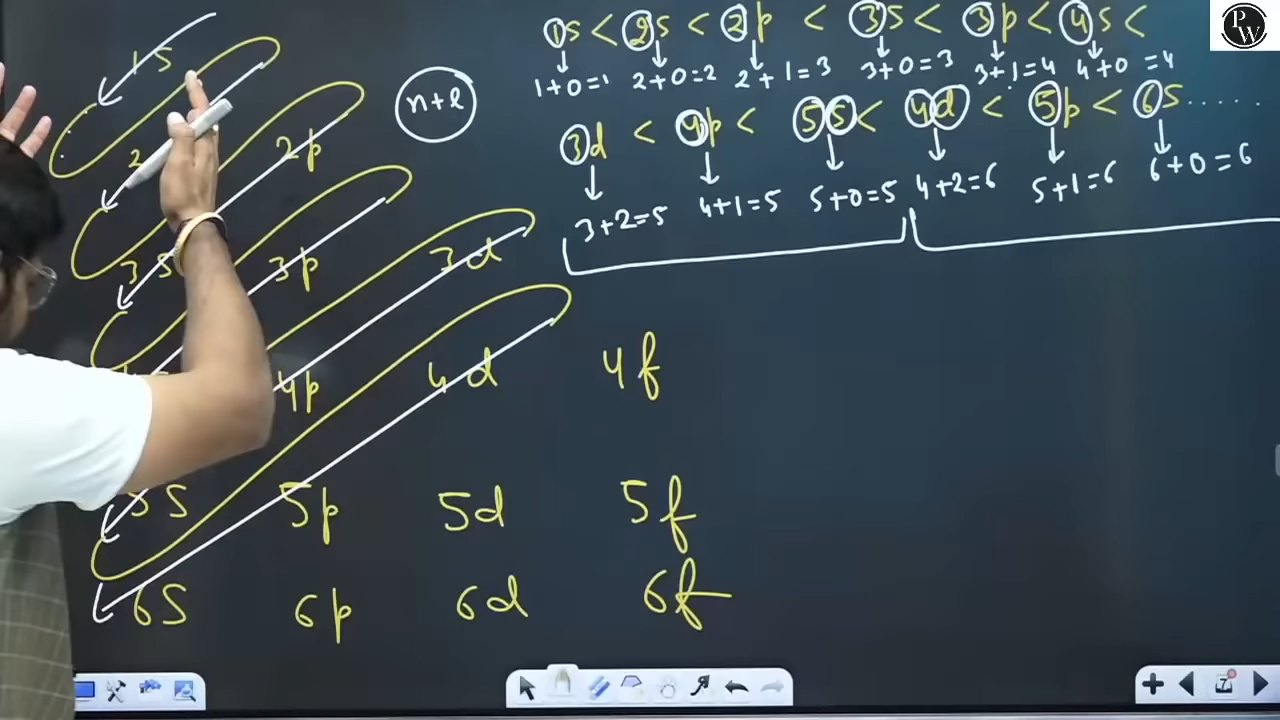 1s < 2s < 2p < 3s < 3p < 4s <
1+0=1 2+0=2 2+1=3 3+0=3 3+1=4 4+0=4
3d < 4p < 5s < 4d < 5p < 6s ......
3+2=5 4+1=5 5+0=5 4+2=6 5+1=6 6+0=6
n+l
PW
1s
2 2p
3s 3p 3d
4p 4d 4f
5s 5p 5d 5f
6s 6p 6d 6f